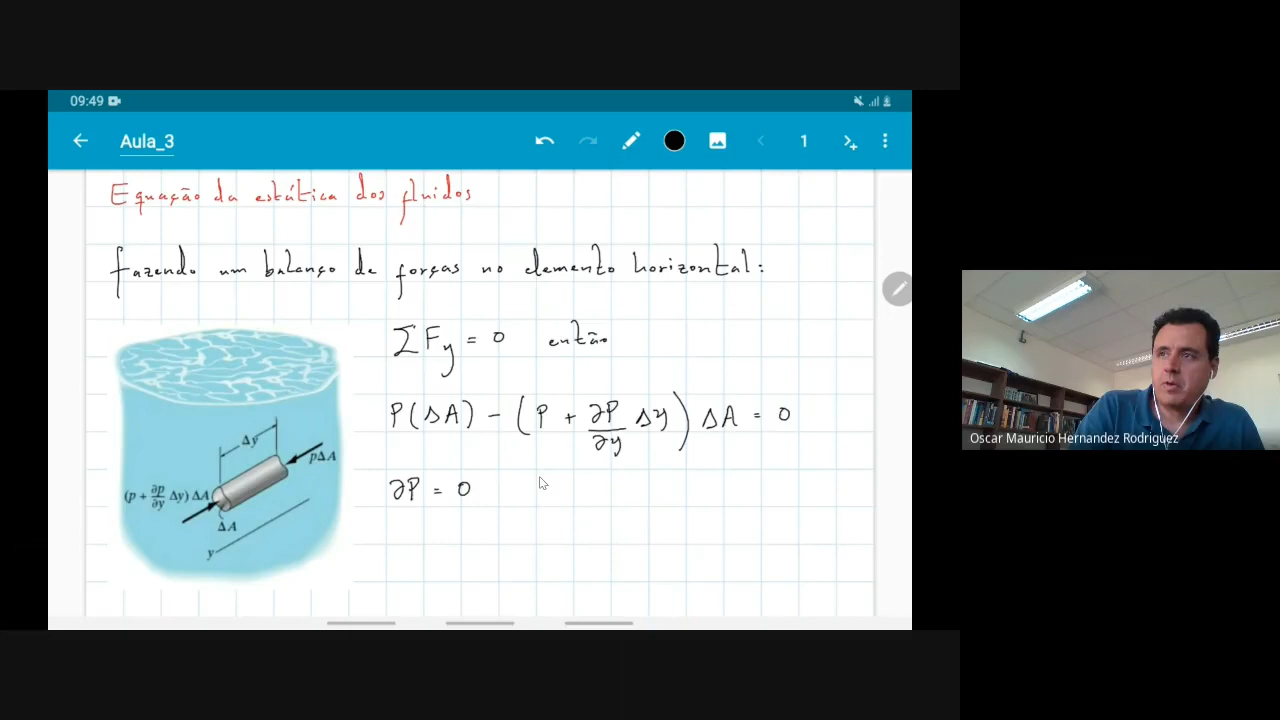 09:49
Aula_3
1
Equação da estática dos fluidos
fazendo um balanço de forças no elemento horizontal:
ΣFy = 0 então
P(ΔA) - (P + ∂P/∂y Δy) ΔA = 0
∂P = 0
Δy
pΔA
(p + ∂p/∂y Δy) ΔA
ΔA
y
Oscar Mauricio Hernandez Rodriguez